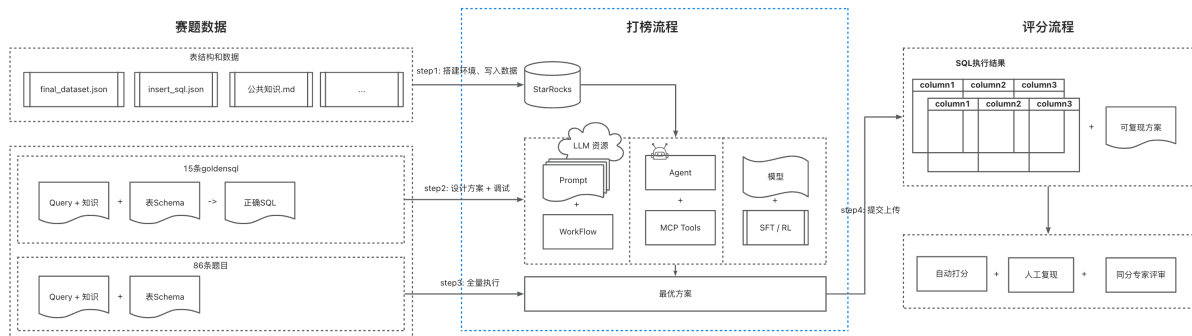 赛题数据
表结构和数据
final_dataset.json
insert_sql.json
公共知识.md
...
15条goldensql
Query + 知识
+
表Schema
->
正确SQL
86条题目
Query + 知识
+
表Schema
step1: 搭建环境、写入数据
step2: 设计方案 + 调试
step3: 全量执行
打榜流程
StarRocks
LLM 资源
Prompt
+
WorkFlow
Agent
+
MCP Tools
模型
+
SFT / RL
最优方案
step4: 提交上传
评分流程
SQL执行结果
column1 column2 column3
column1 column2 column3
+
可复现方案
自动打分
+
人工复现
+
同分专家评审